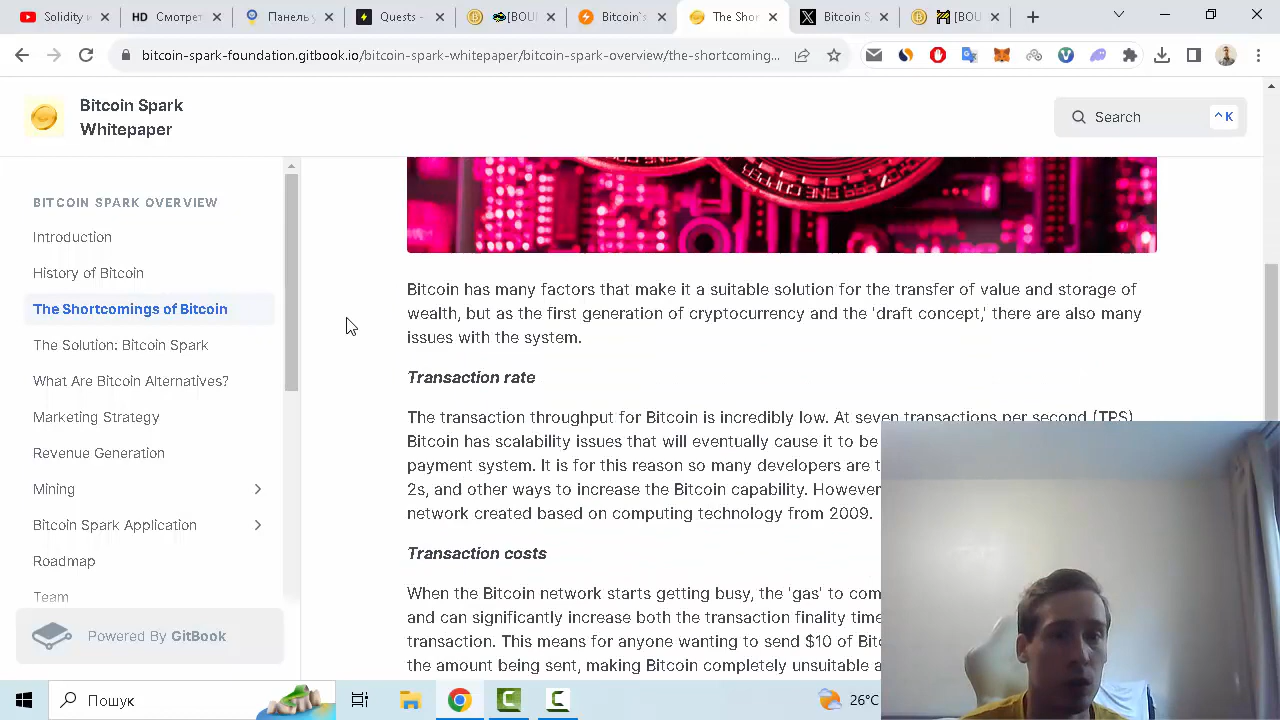 Solidity и
HD Смотрет
Панель у
Quests -
[BOU
Bitcoin`s
The Shor
Bitcoin S
[BOU
bitcoin-spark-foundation.gitbook.io/bitcoin-spark-whitepaper/bitcoin-spark-overview/the-shortcoming...
Bitcoin Spark
Whitepaper
Search
^ K
BITCOIN SPARK OVERVIEW
Introduction
History of Bitcoin
The Shortcomings of Bitcoin
The Solution: Bitcoin Spark
What Are Bitcoin Alternatives?
Marketing Strategy
Revenue Generation
Mining
Bitcoin Spark Application
Roadmap
Team
Powered By GitBook
Bitcoin has many factors that make it a suitable solution for the transfer of value and storage of
wealth, but as the first generation of cryptocurrency and the 'draft concept,' there are also many
issues with the system.
Transaction rate
The transaction throughput for Bitcoin is incredibly low. At seven transactions per second (TPS)
Bitcoin has scalability issues that will eventually cause it to be
payment system. It is for this reason so many developers are
2s, and other ways to increase the Bitcoin capability. However
network created based on computing technology from 2009.
Transaction costs
When the Bitcoin network starts getting busy, the 'gas' to
and can significantly increase both the transaction finality time
transaction. This means for anyone wanting to send $10 of
the amount being sent, making Bitcoin completely unsuitable
Пошук
26°C